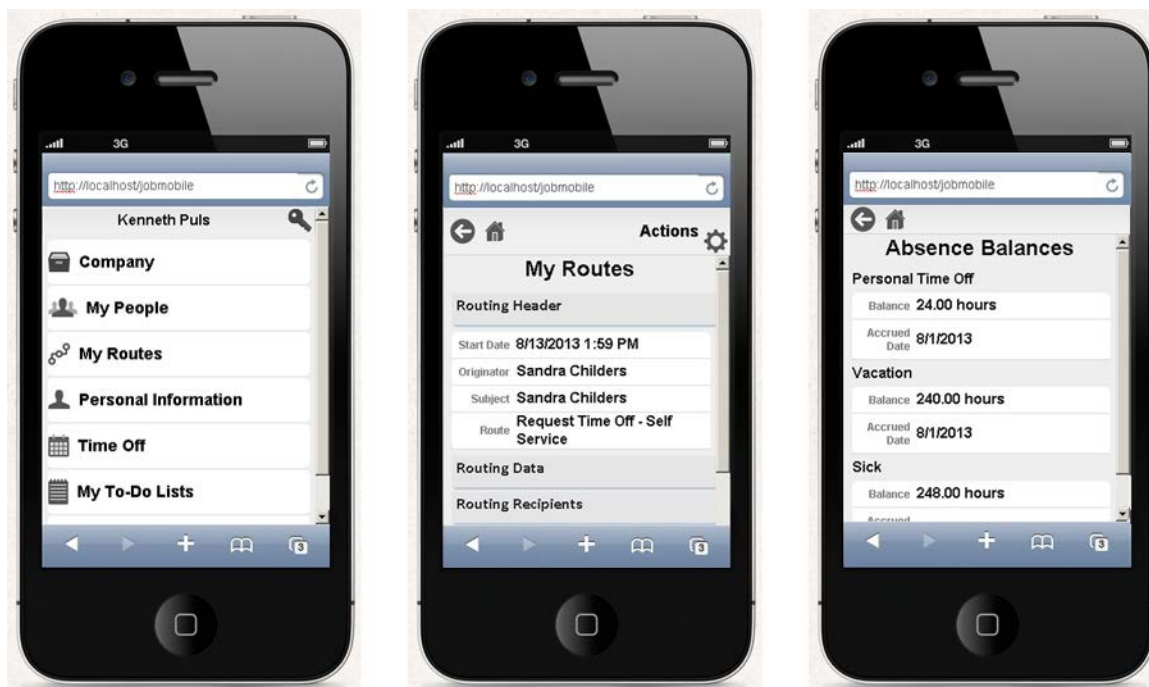 3G
http://localhost/jobmobile
Kenneth Puls
Company
My People
My Routes
Personal Information
Time Off
My To-Do Lists
3
3G
http://localhost/jobmobile
Actions
My Routes
Routing Header
Start Date 8/13/2013 1:59 PM
Originator Sandra Childers
Subject Sandra Childers
Route Request Time Off - Self
Service
Routing Data
Routing Recipients
3
3G
http://localhost/jobmobile
Absence Balances
Personal Time Off
Balance 24.00 hours
Accrued
Date 8/1/2013
Vacation
Balance 240.00 hours
Accrued
Date 8/1/2013
Sick
Balance 248.00 hours
Accrued
3